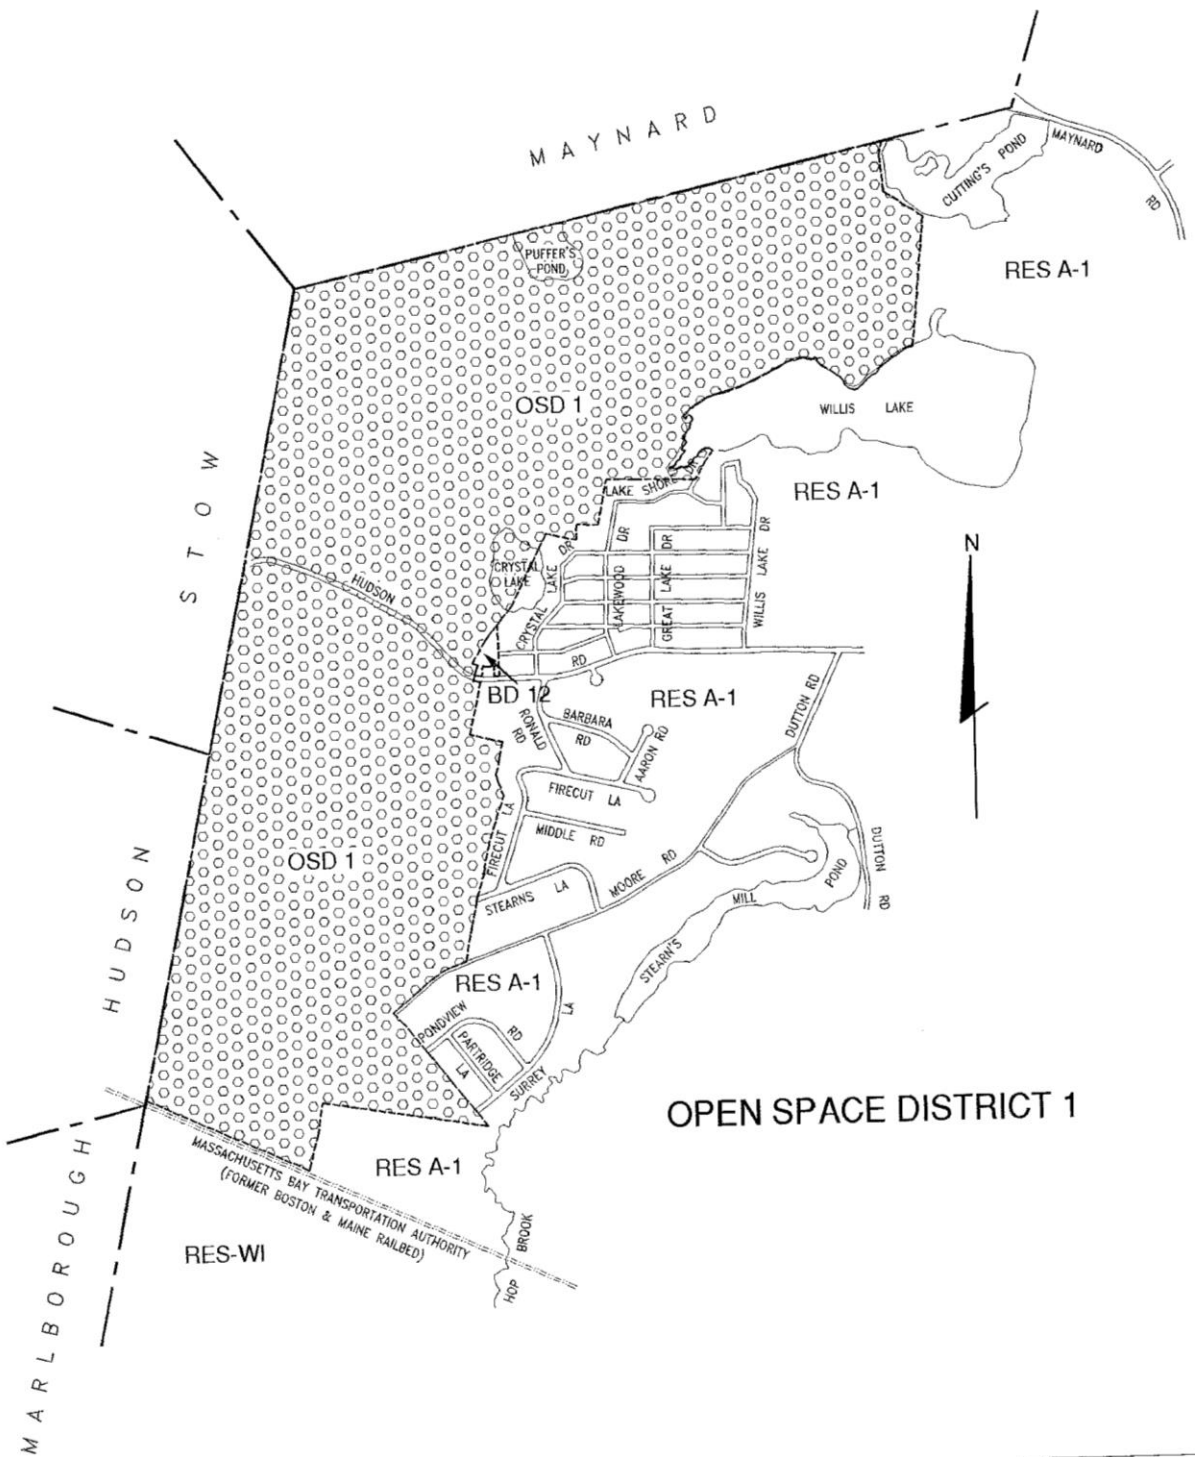 MAYNARD
CUTTING'S POND
MAYNARD RD
PUFFER'S
POND
RES A-1
OSD 1
WILLIS LAKE
STOW
LAKE SHORE DR
RES A-1
N
CRYSTAL
LAKE
CRYSTAL LAKE DR
LAKEWOOD DR
GREAT LAKE DR
WILLIS LAKE DR
HUDSON RD
BD 12
RES A-1
DUTTON RD
RONALD RD
BARBARA RD
AARON RD
FIRECUT LA
FIRECUT LA
MIDDLE RD
HUDSON
OSD 1
STEARNS LA
MOORE RD
DUTTON RD
STEARN'S MILL POND
RES A-1
PONDVIEW RD
PARTRIDGE LA
SURREY LA
OPEN SPACE DISTRICT 1
RES A-1
MASSACHUSETTS BAY TRANSPORTATION AUTHORITY
(FORMER BOSTON & MAINE RAILBED)
MARLBOROUGH
RES-WI
HOP BROOK